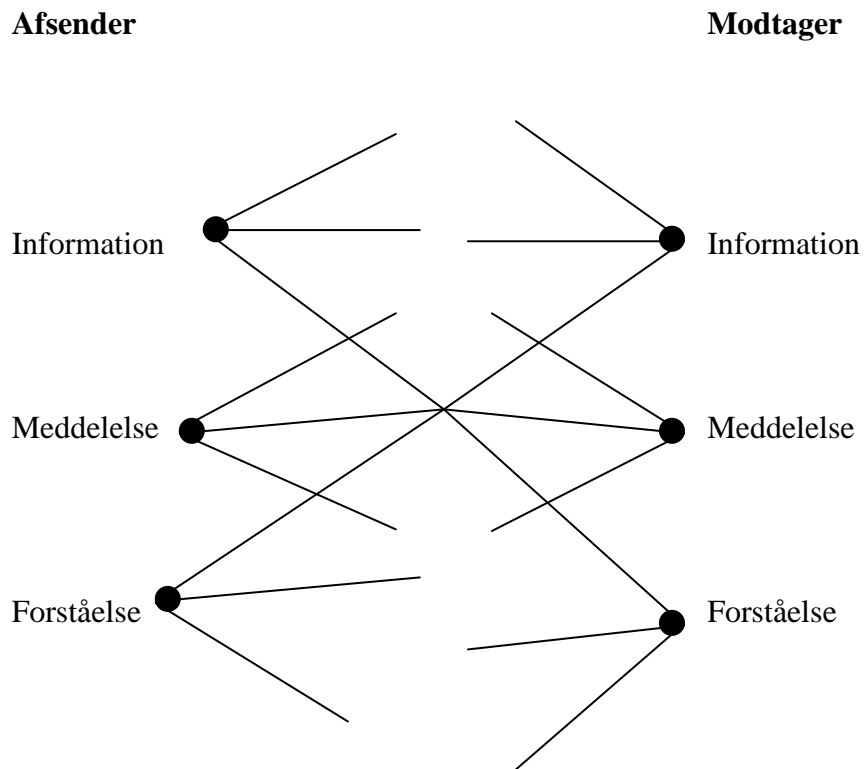 Afsender Modtager
Information Information
Meddelelse Meddelelse
Forståelse Forståelse